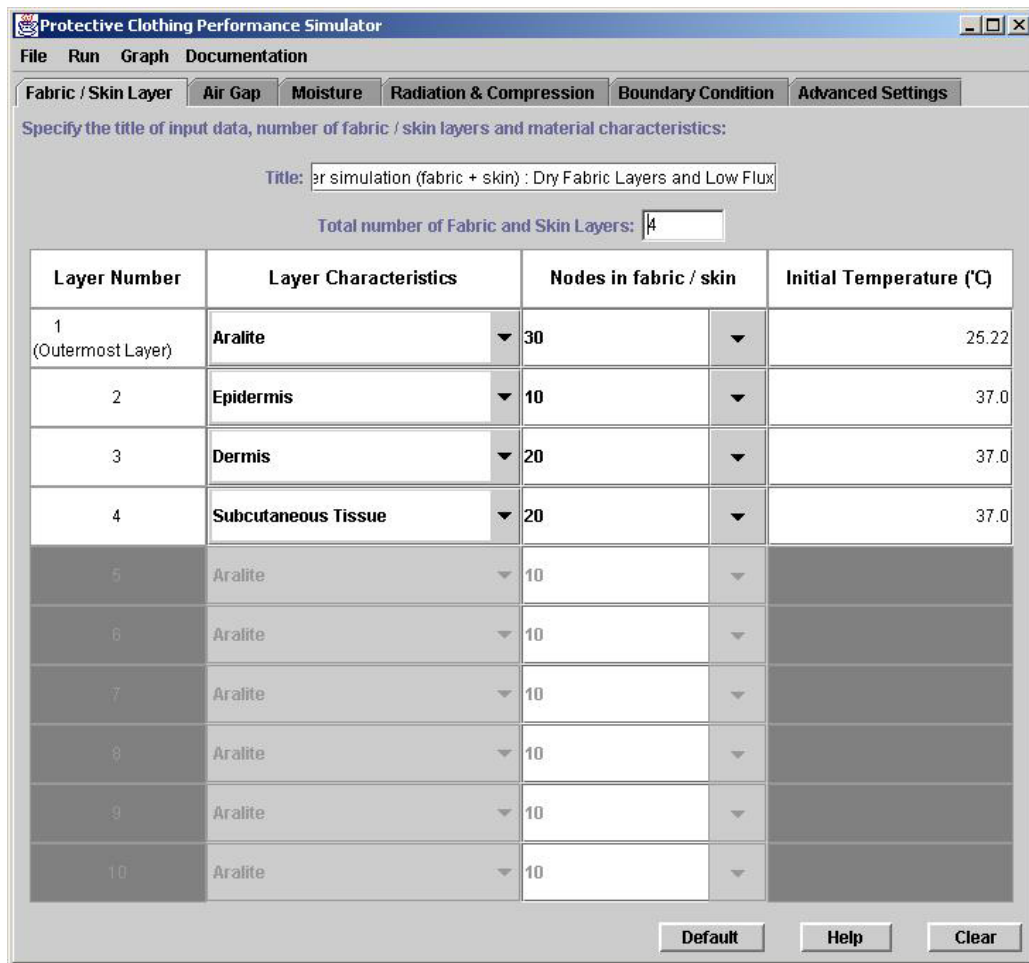 Protective Clothing Performance Simulator
File Run Graph Documentation
Fabric / Skin Layer Air Gap Moisture Radiation & Compression Boundary Condition Advanced Settings
Specify the title of input data, number of fabric / skin layers and material characteristics:
Title: er simulation (fabric + skin) : Dry Fabric Layers and Low Flux
Total number of Fabric and Skin Layers: 4
Layer Number Layer Characteristics Nodes in fabric / skin Initial Temperature ('C)
1
(Outermost Layer) Aralite 30 25.22
2 Epidermis 10 37.0
3 Dermis 20 37.0
4 Subcutaneous Tissue 20 37.0
5 Aralite 10
6 Aralite 10
7 Aralite 10
8 Aralite 10
9 Aralite 10
10 Aralite 10
Default Help Clear